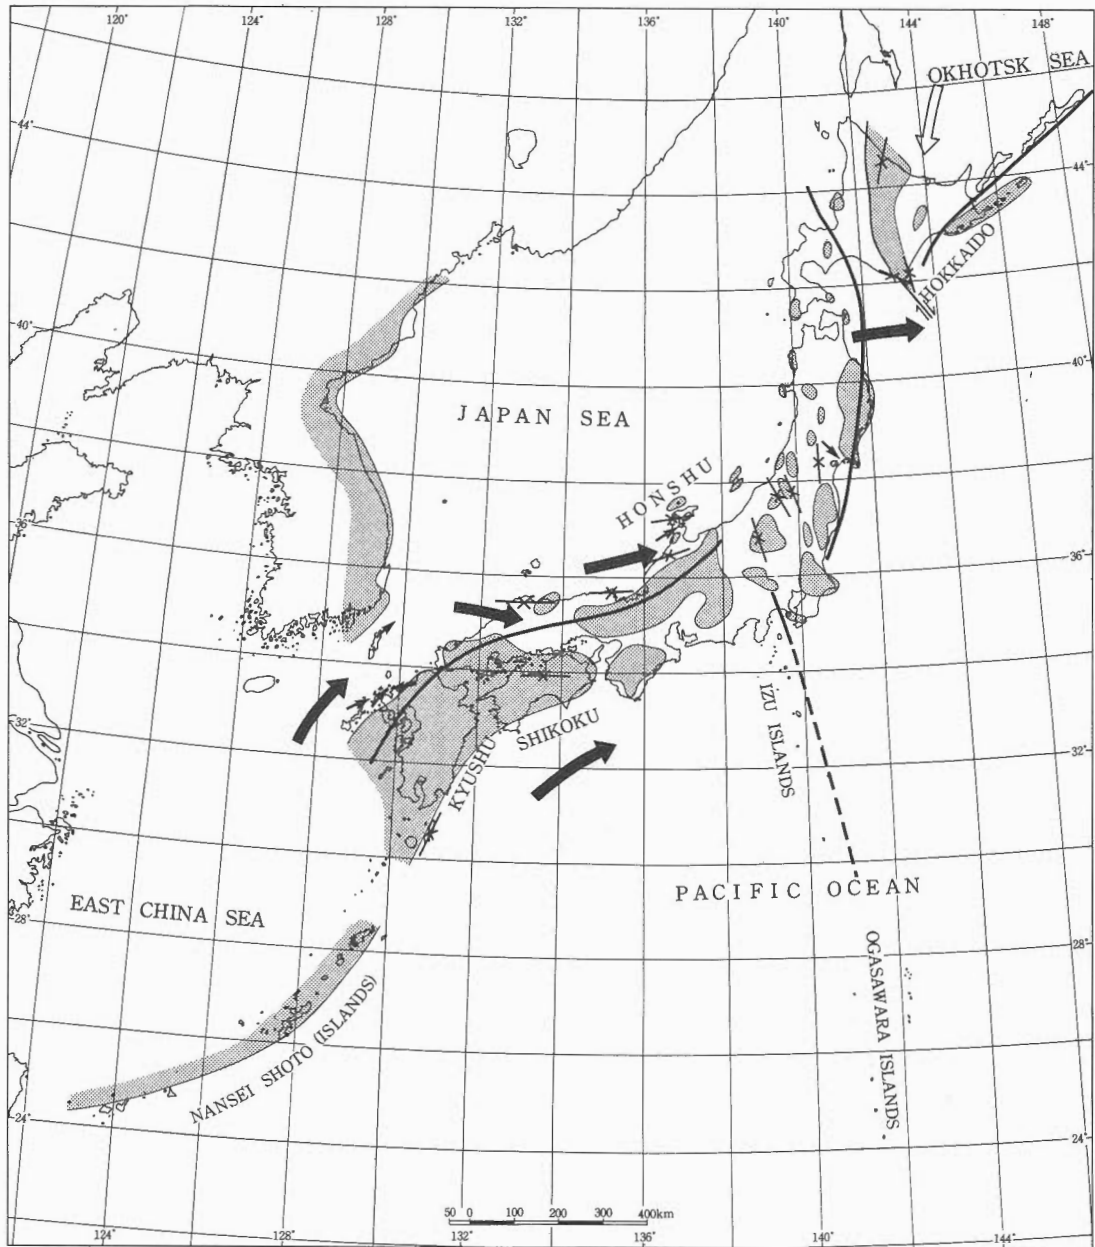 120° 124° 128° 132° 136° 140° 144° 148°
OKHOTSK SEA
44°
44°
HOKKAIDO
40°
40°
JAPAN SEA
HONSHU
36°
36°
SHIKOKU
KYUSHU
IZU ISLANDS
32°
32°
PACIFIC OCEAN
EAST CHINA SEA
28°
28°
OGASAWARA ISLANDS
NANSEI SHOTO (ISLANDS)
24°
24°
50 0 100 200 300 400km
124° 128° 132° 136° 140° 144°